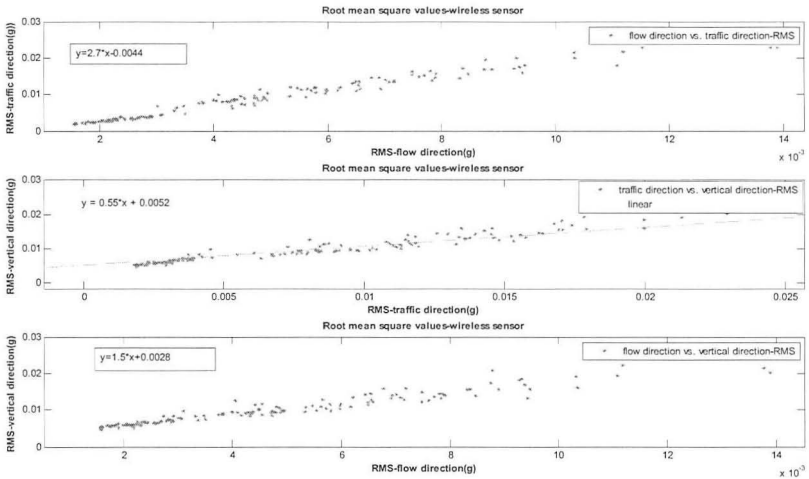 Root mean square values-wireless sensor
RMS-traffic direction(g)
0.03
0.02
0.01
0
y=2.7*x-0.0044
flow direction vs. traffic direction-RMS
2
4
6
8
10
12
14
x 10⁻³
RMS-flow direction(g)
Root mean square values-wireless sensor
RMS-vertical direction(g)
0.03
0.02
0.01
0
y = 0.55*x + 0.0052
traffic direction vs. vertical direction-RMS
linear
0
0.005
0.01
0.015
0.02
0.025
RMS-traffic direction(g)
Root mean square values-wireless sensor
RMS-vertical direction(g)
0.03
0.02
0.01
0
y=1.5*x+0.0028
flow direction vs. vertical direction-RMS
2
4
6
8
10
12
14
x 10⁻³
RMS-flow direction(g)